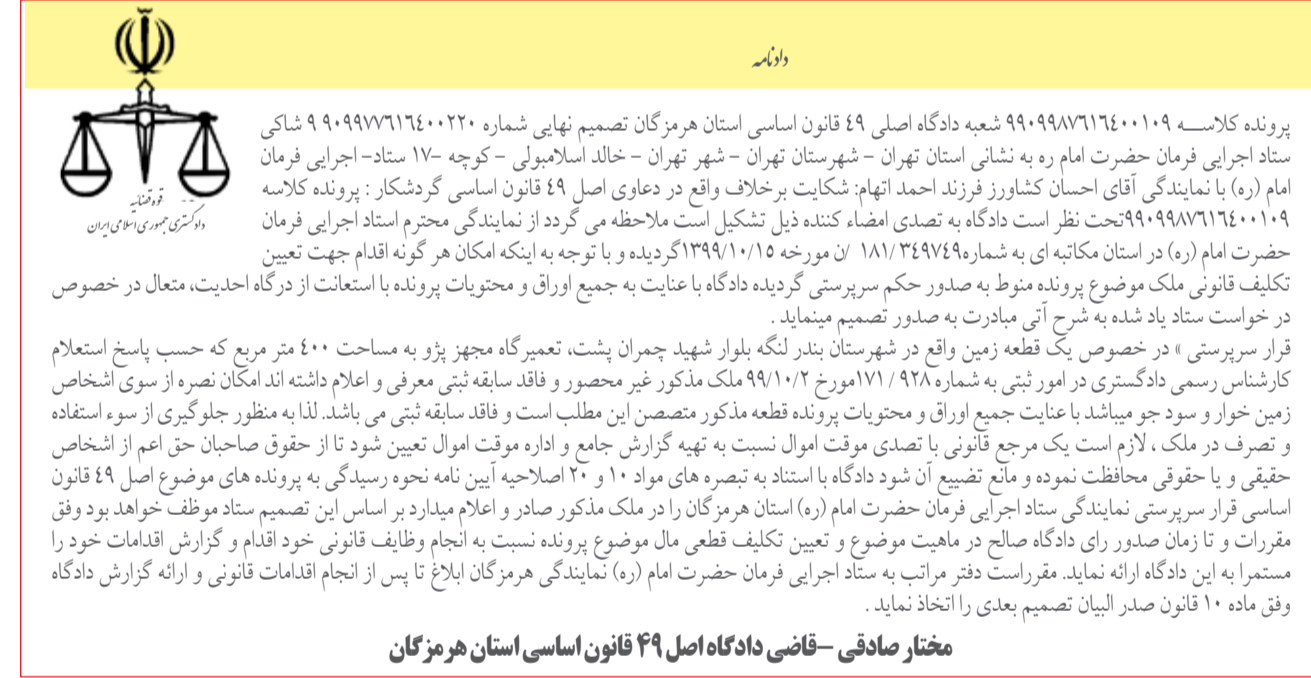 دادنامه
قوه قضائیه
دادگستری جمهوری اسلامی ایران
پرونده کلاســـه ۹۹۰۹۹۸۷۶۱۶٤۰۰۱۰۹ شعبه دادگاه اصلی ٤۹ قانون اساسی استان هرمزگان تصمیم نهایی شماره ۹۰۹۹۷۷٦۱٦٤۰۰۲۲۰ ۹ شاکی
ستاد اجرایی فرمان حضرت امام ره به نشانی استان تهران – شهرستان تهران – شهر تهران – خالد اسلامبولی – کوچه –۱۷ ستاد- اجرایی فرمان
امام (ره) با نمایندگی آقای احسان کشاورز فرزند احمد اتهام: شکایت برخلاف واقع در دعاوی اصل ٤۹ قانون اساسی گردشکار : پرونده کلاسه
۹۹۰۹۹۸۷٦۱٦٤۰۰۱۰۹تحت نظر است دادگاه به تصدی امضاء کننده ذیل تشکیل است ملاحظه می گردد از نمایندگی محترم استاد اجرایی فرمان
حضرت امام (ره) در استان مکاتبه ای به شماره۱۸۱/۳٤۹۷٤۹ /ن مورخه ۱۳۹۹/۱۰/۱۵گردیده و با توجه به اینکه امکان هر گونه اقدام جهت تعیین
تکلیف قانونی ملک موضوع پرونده منوط به صدور حکم سرپرستی گردیده دادگاه با عنایت به جمیع اوراق و محتویات پرونده با استعانت از درگاه احدیت، متعال در خصوص
در خواست ستاد یاد شده به شرح آتی مبادرت به صدور تصمیم مینماید .
قرار سرپرستی » در خصوص یک قطعه زمین واقع در شهرستان بندر لنگه بلوار شهید چمران پشت، تعمیرگاه مجهز پژو به مساحت ٤۰۰ متر مربع که حسب پاسخ استعلام
کارشناس رسمی دادگستری در امور ثبتی به شماره ۹۲۸ / ۱۷۱مورخ ۹۹/۱۰/۲ ملک مذکور غیر محصور و فاقد سابقه ثبتی معرفی و اعلام داشته اند امکان نصره از سوی اشخاص
زمین خوار و سود جو میباشد با عنایت جمیع اوراق و محتویات پرونده قطعه مذکور متصصن این مطلب است و فاقد سابقه ثبتی می باشد. لذا به منظور جلوگیری از سوء استفاده
و تصرف در ملک ، لازم است یک مرجع قانونی با تصدی موقت اموال نسبت به تهیه گزارش جامع و اداره موقت اموال تعیین شود تا از حقوق صاحبان حق اعم از اشخاص
حقیقی و یا حقوقی محافظت نموده و مانع تضییع آن شود دادگاه با استناد به تبصره های مواد ۱۰ و ۲۰ اصلاحیه آیین نامه نحوه رسیدگی به پرونده های موضوع اصل ٤۹ قانون
اساسی قرار سرپرستی نمایندگی ستاد اجرایی فرمان حضرت امام (ره) استان هرمزگان را در ملک مذکور صادر و اعلام میدارد بر اساس این تصمیم ستاد موظف خواهد بود وفق
مقررات و تا زمان صدور رای دادگاه صالح در ماهیت موضوع و تعیین تکلیف قطعی مال موضوع پرونده نسبت به انجام وظایف قانونی خود اقدام و گزارش اقدامات خود را
مستمرا به این دادگاه ارائه نماید. مقرراست دفتر مراتب به ستاد اجرایی فرمان حضرت امام (ره) نمایندگی هرمزگان ابلاغ تا پس از انجام اقدامات قانونی و ارائه گزارش دادگاه
وفق ماده ۱۰ قانون صدر البیان تصمیم بعدی را اتخاذ نماید .
مختار صادقی –قاضی دادگاه اصل ۴۹ قانون اساسی استان هرمزگان